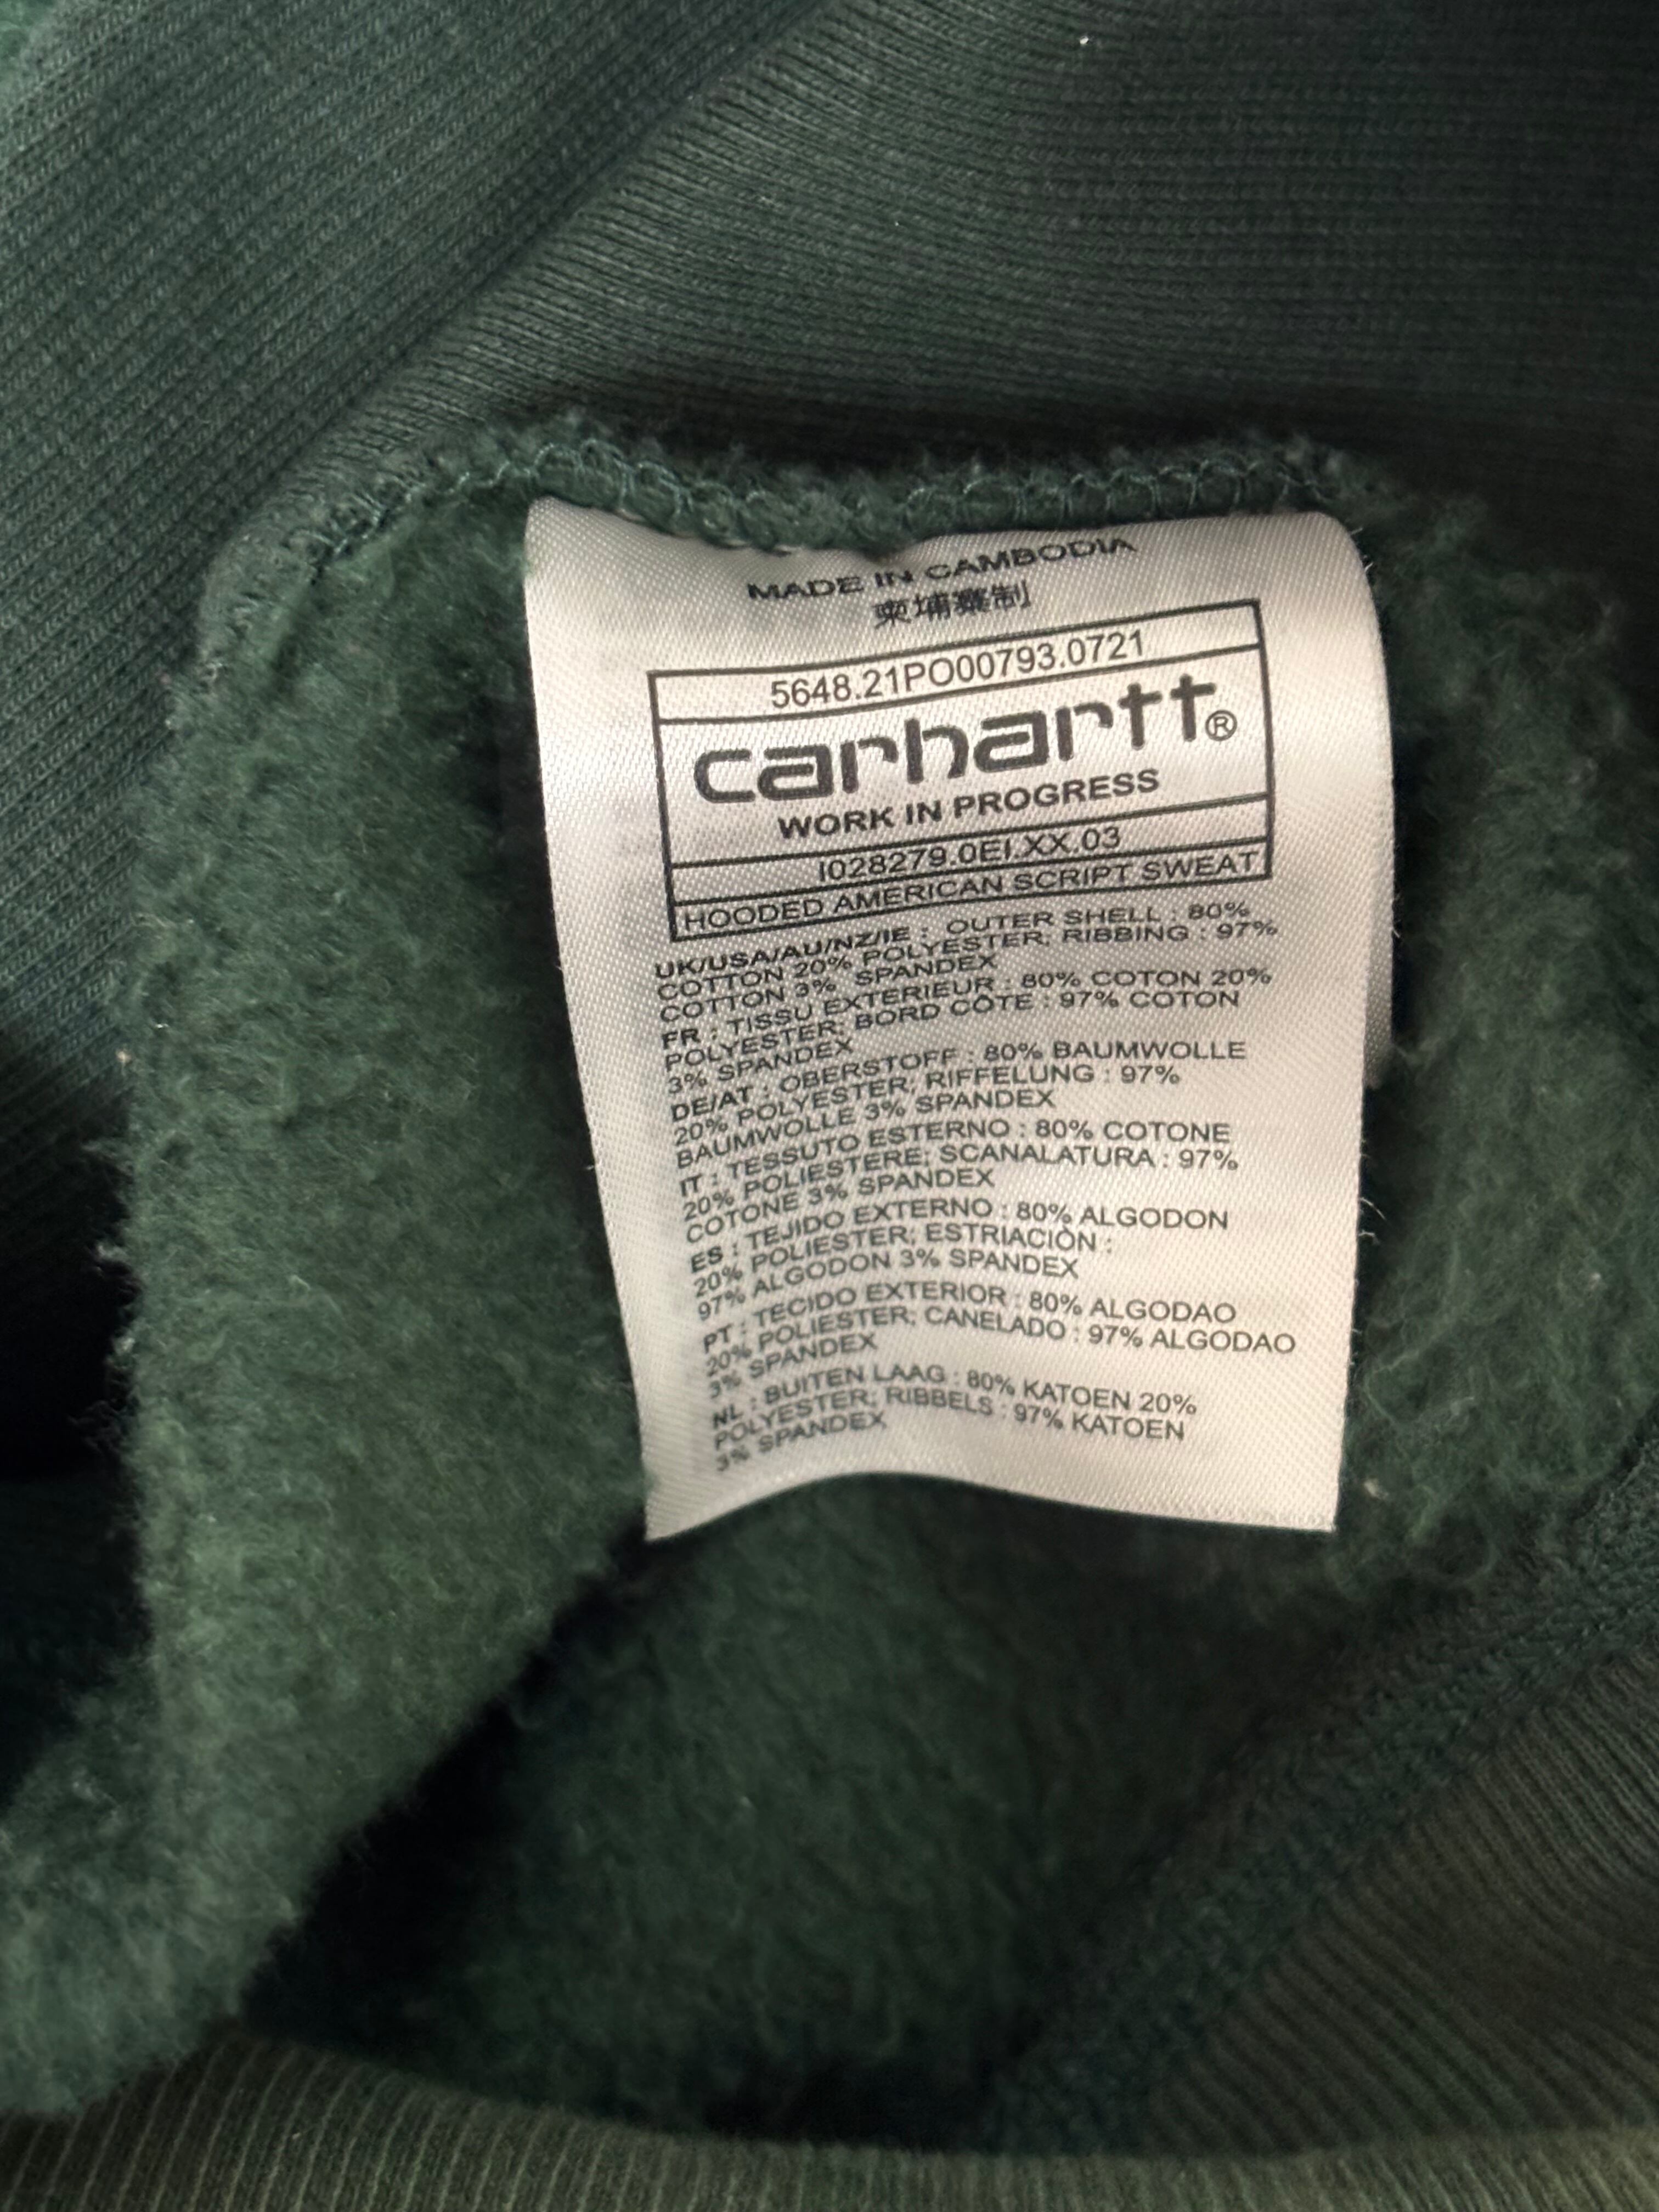 MADE IN CAMBODIA
柬埔寨制
5648.21PO00793.0721
carhartt®
WORK IN PROGRESS
I028279.0EI.XX.03
HOODED AMERICAN SCRIPT SWEAT
UK/USA/AU/NZ/IE : OUTER SHELL : 80%
COTTON 20% POLYESTER; RIBBING : 97%
COTTON 3% SPANDEX
FR : TISSU EXTERIEUR : 80% COTON 20%
POLYESTER; BORD CÔTE : 97% COTON
3% SPANDEX
DE/AT : OBERSTOFF : 80% BAUMWOLLE
20% POLYESTER; RIFFELUNG : 97%
BAUMWOLLE 3% SPANDEX
IT : TESSUTO ESTERNO : 80% COTONE
20% POLIESTERE; SCANALATURA : 97%
COTONE 3% SPANDEX
ES : TEJIDO EXTERNO : 80% ALGODON
20% POLIESTER; ESTRIACIÓN :
97% ALGODON 3% SPANDEX
PT : TECIDO EXTERIOR : 80% ALGODAO
20% POLIESTER; CANELADO : 97% ALGODAO
3% SPANDEX
NL : BUITEN LAAG : 80% KATOEN 20%
POLYESTER; RIBBELS : 97% KATOEN
3% SPANDEX